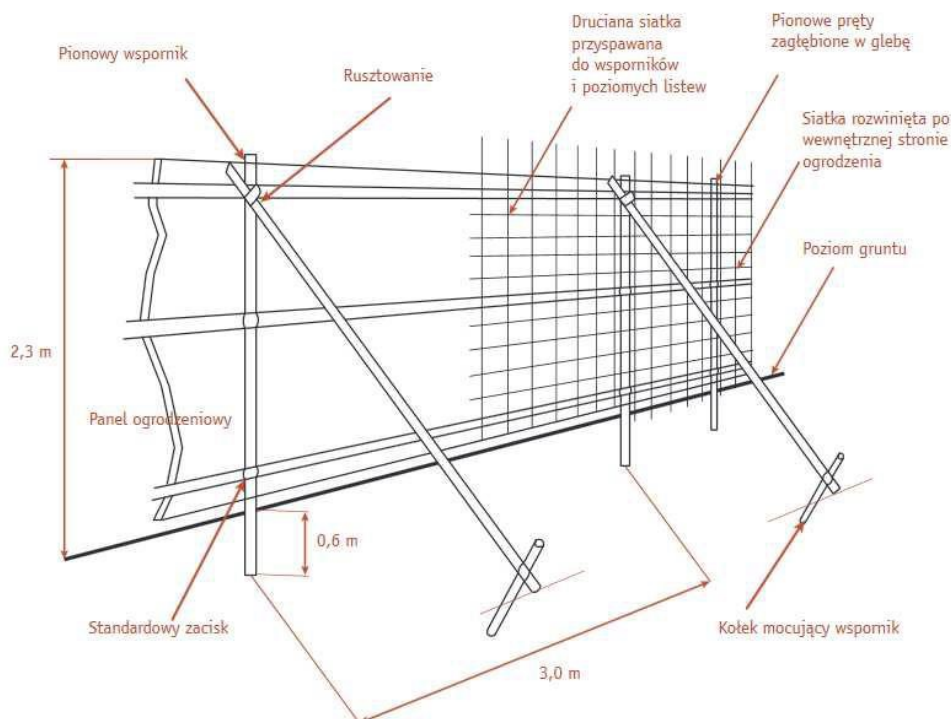 Pionowy wspornik
Rusztowanie
Druciana siatka
przyspawana
do wsporników
i poziomych listew
Pionowe pręty
zagłębione w glebę
Siatka rozwinięta po
wewnętrznej stronie
ogrodzenia
Poziom gruntu
2,3 m
Panel ogrodzeniowy
0,6 m
Standardowy zacisk
3,0 m
Kołek mocujący wspornik